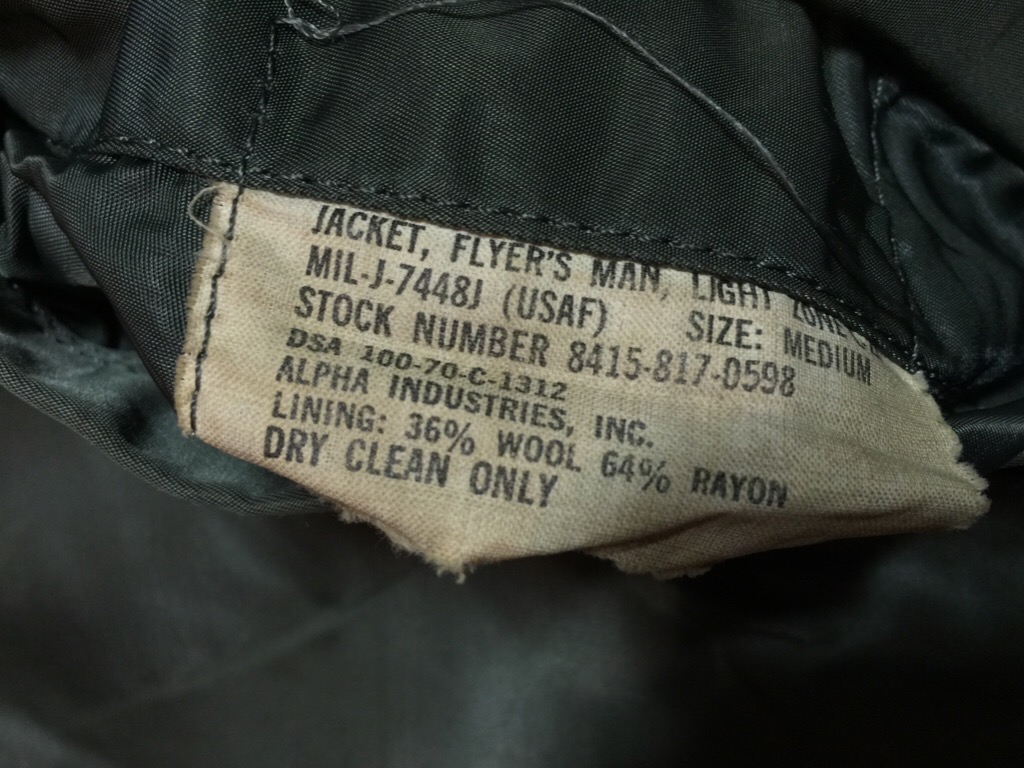 JACKET, FLYER'S MAN, LIGHT ZONE
MIL-J-7448J (USAF) SIZE: MEDIUM
STOCK NUMBER 8415-817-0598
DSA 100-70-C-1312
ALPHA INDUSTRIES, INC.
LINING: 36% WOOL 64% RAYON
DRY CLEAN ONLY